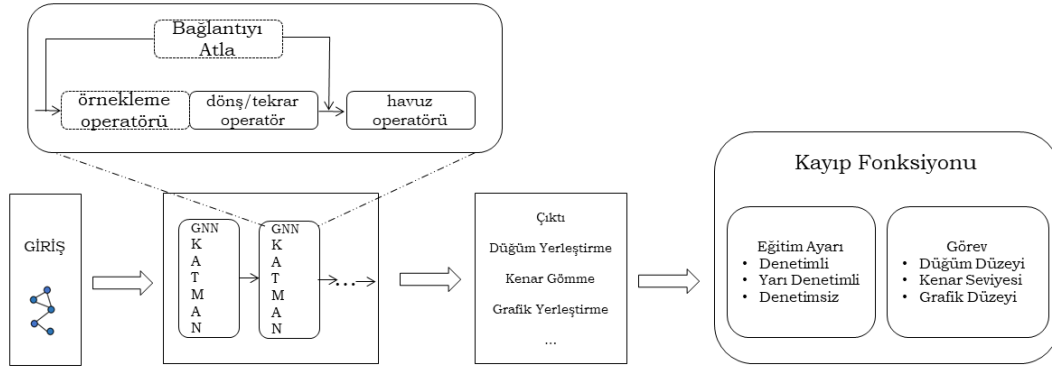 Bağlantıyı
Atla
örnekleme
operatörü
dönş/tekrar
operatör
havuz
operatörü
GİRİŞ
GNN
K
A
T
M
A
N
GNN
K
A
T
M
A
N
...
Çıktı
Düğüm Yerleştirme
Kenar Gömme
Grafik Yerleştirme
...
Kayıp Fonksiyonu
Eğitim Ayarı
• Denetimli
• Yarı Denetimli
• Denetimsiz
Görev
• Düğüm Düzeyi
• Kenar Seviyesi
• Grafik Düzeyi